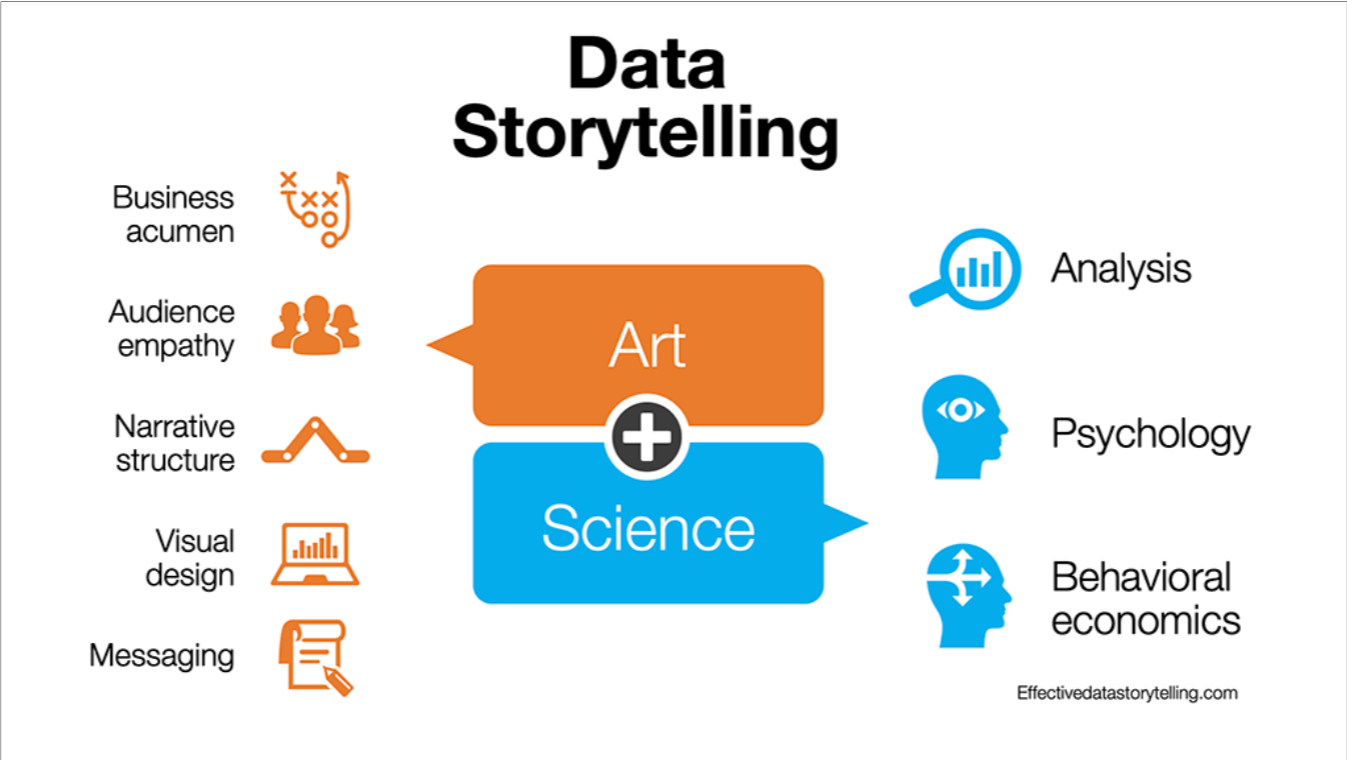 Data
Storytelling
Business
acumen
Audience
empathy
Narrative
structure
Visual
design
Messaging
Art
Science
Analysis
Psychology
Behavioral
economics
Effectivedatastorytelling.com